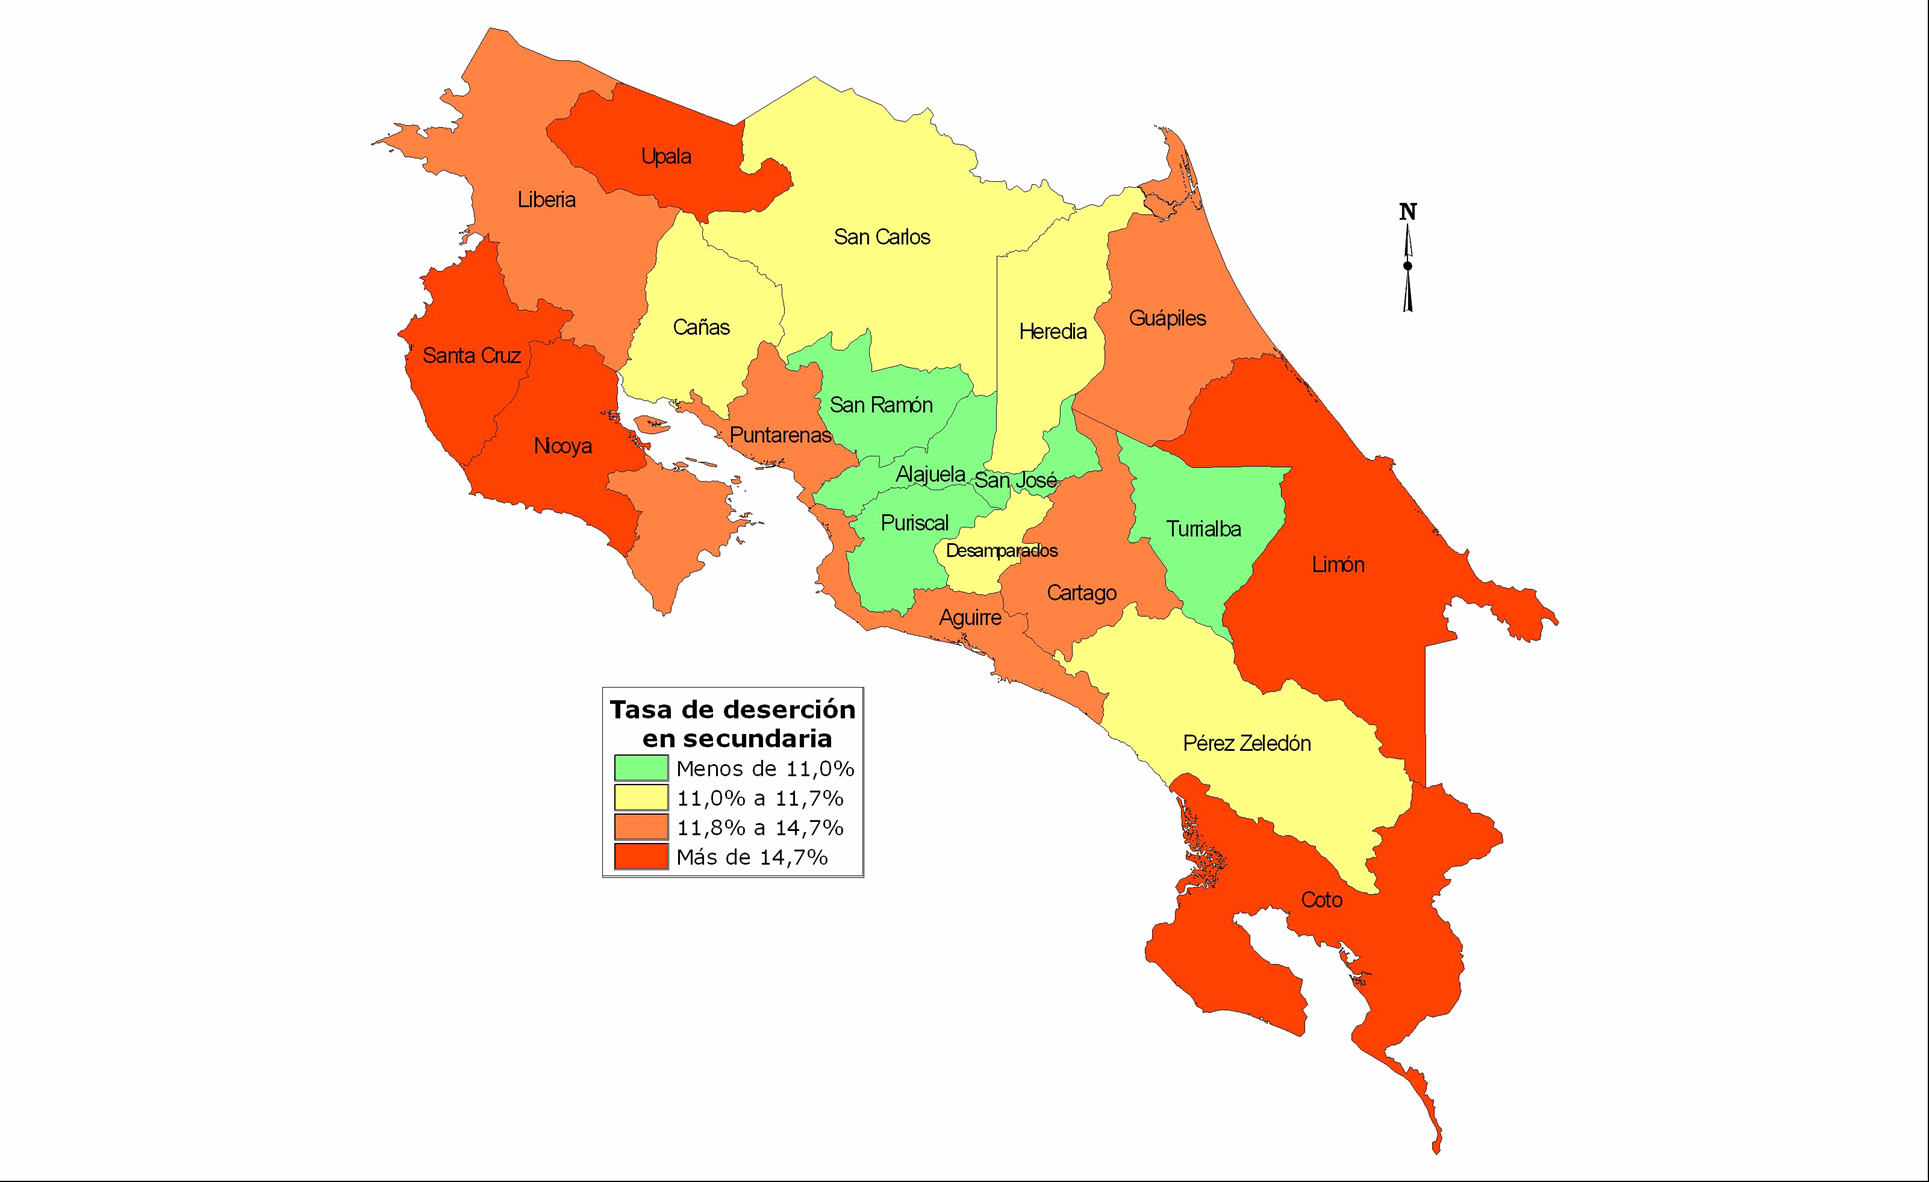 Upala
Liberia
N
San Carlos
Guápiles
Cañas
Heredia
Santa Cruz
San Ramón
Puntarenas
Nicoya
Alajuela
San José
Puriscal
Turrialba
Desamparados
Limón
Cartago
Aguirre
Tasa de deserción
en secundaria
Menos de 11,0%
11,0% a 11,7%
11,8% a 14,7%
Más de 14,7%
Pérez Zeledón
Coto